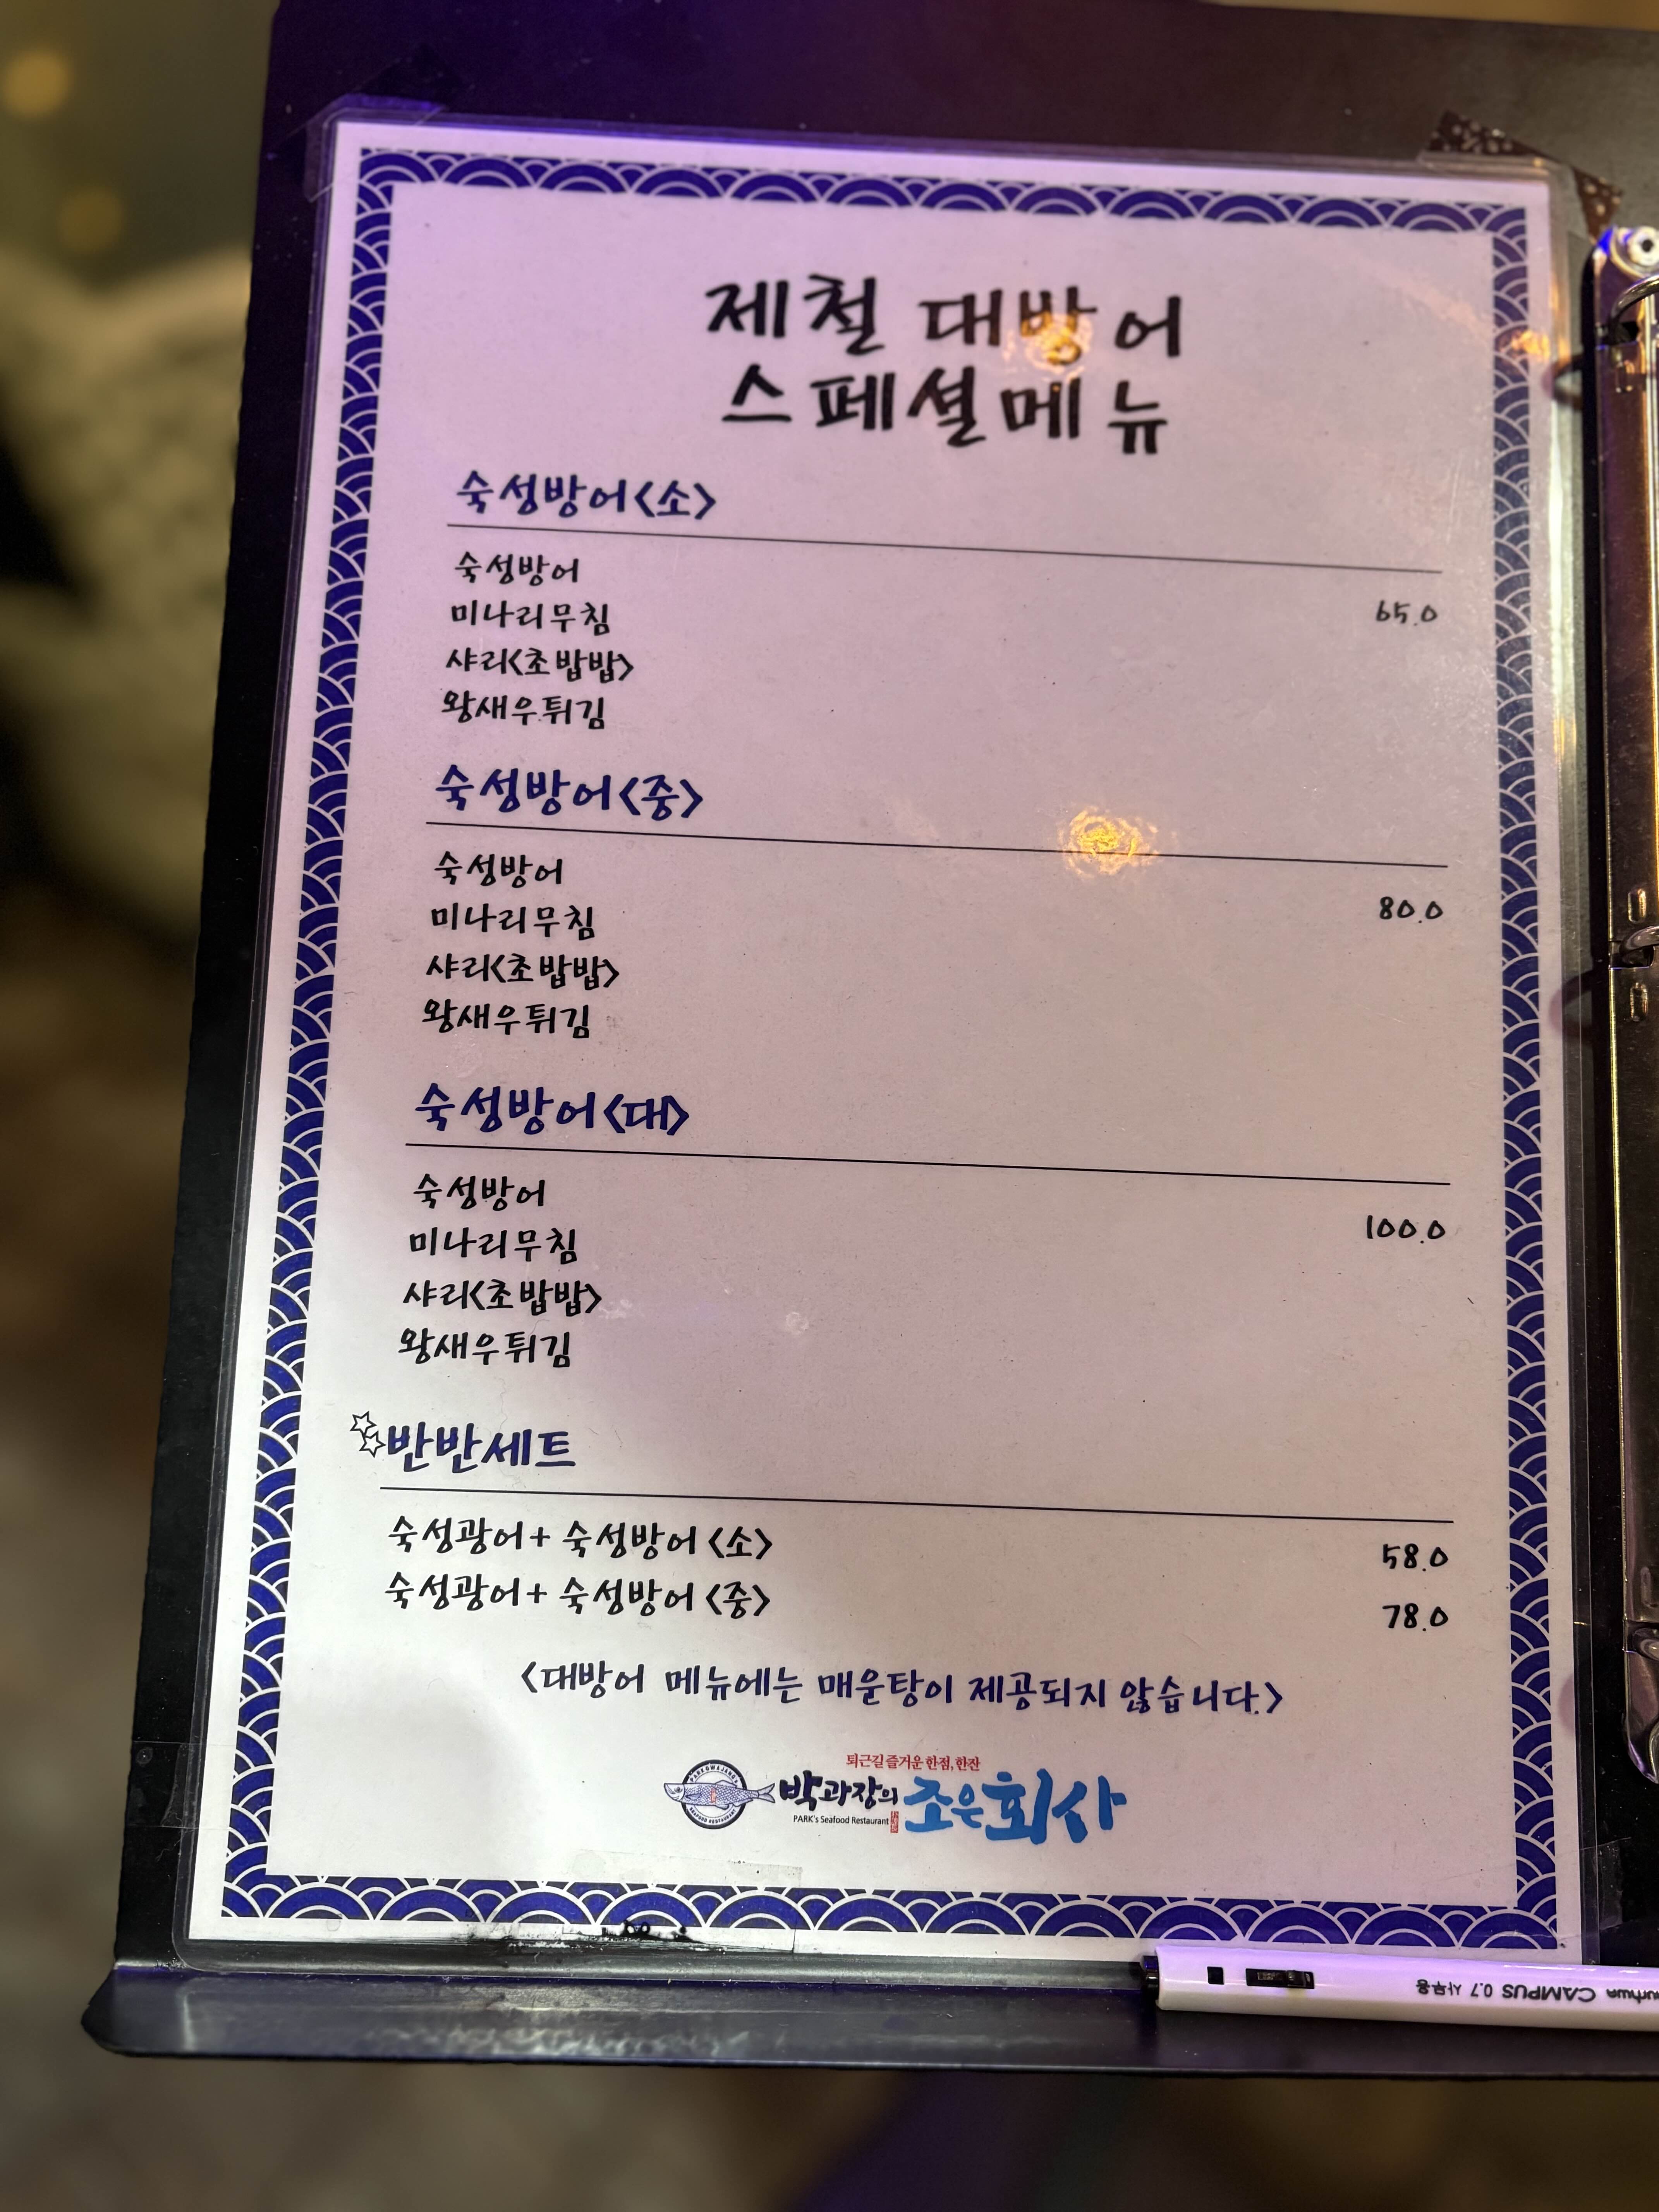 제철 대방어
스페셜메뉴
숙성방어<소>
숙성방어
미나리무침 65.0
샤리<초밥밥>
왕새우튀김
숙성방어<중>
숙성방어
미나리무침 80.0
샤리<초밥밥>
왕새우튀김
숙성방어<대>
숙성방어
미나리무침 100.0
샤리<초밥밥>
왕새우튀김
반반세트
숙성광어+ 숙성방어 <소> 58.0
숙성광어+ 숙성방어 <중> 78.0
<대방어 메뉴에는 매운탕이 제공되지 않습니다.>
퇴근길 즐거운 한점, 한잔
박과장의 조은회사
PARK's Seafood Restaurant
CAMPUS 0.7 사무용